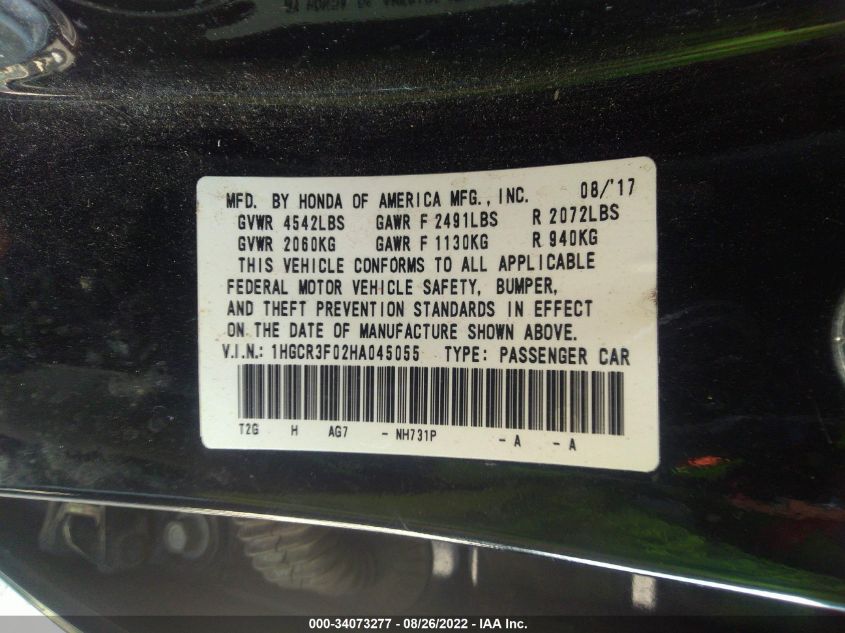 MFD. BY HONDA OF AMERICA MFG., INC. 08/'17
GVWR 4542LBS GAWR F 2491LBS R 2072LBS
GVWR 2060KG GAWR F 1130KG R 940KG
THIS VEHICLE CONFORMS TO ALL APPLICABLE
FEDERAL MOTOR VEHICLE SAFETY, BUMPER,
AND THEFT PREVENTION STANDARDS IN EFFECT
ON THE DATE OF MANUFACTURE SHOWN ABOVE.
V.I.N.: 1HGCR3F02HA045055 TYPE: PASSENGER CAR
T2G H AG7 - NH731P - A - A
000-34073277 - 08/26/2022 - IAA Inc.